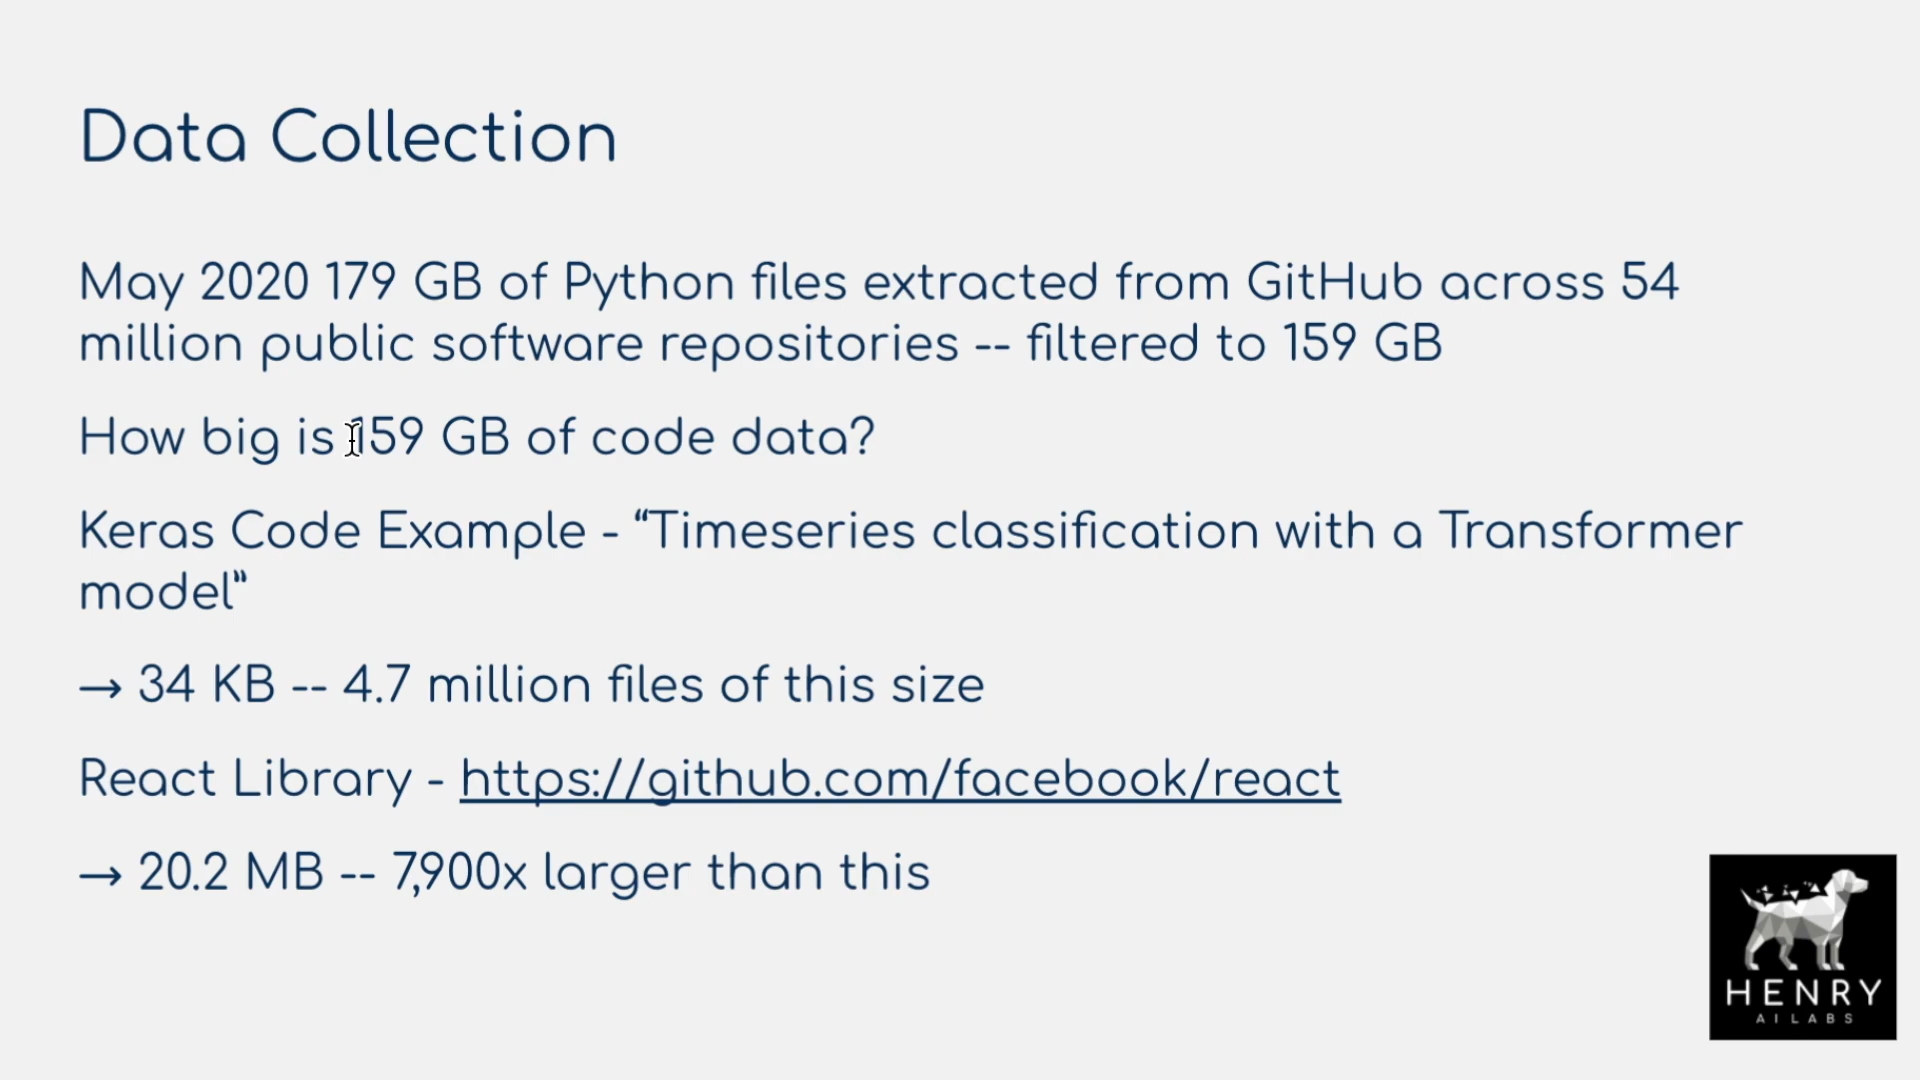 Data Collection
May 2020 179 GB of Python files extracted from GitHub across 54
million public software repositories -- filtered to 159 GB
How big is 159 GB of code data?
Keras Code Example - “Timeseries classification with a Transformer
model”
→ 34 KB -- 4.7 million files of this size
React Library - https://github.com/facebook/react
→ 20.2 MB -- 7,900x larger than this
HENRY
AI LABS